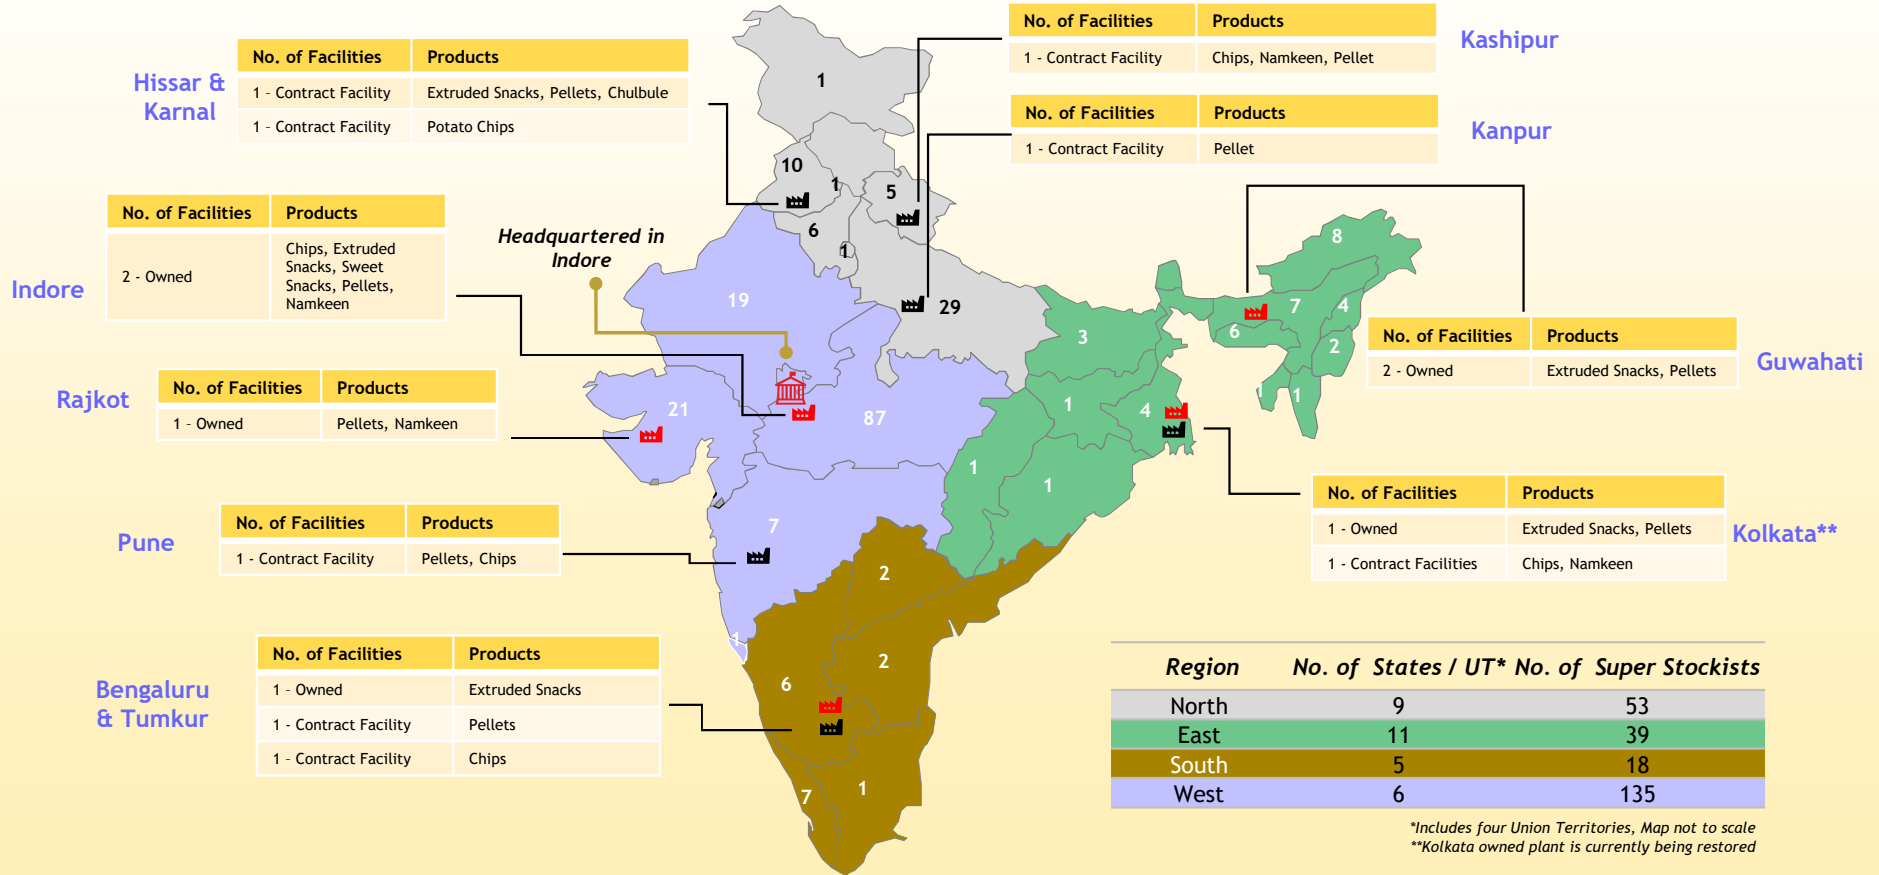 No. of Facilities Products
1 - Contract Facility Chips, Namkeen, Pellet
Kashipur
Hissar &
Karnal
No. of Facilities Products
1 – Contract Facility Extruded Snacks, Pellets, Chulbule
1 – Contract Facility Potato Chips
No. of Facilities Products
1 - Contract Facility Pellet
Kanpur
Indore
No. of Facilities Products
2 - Owned
Chips, Extruded
Snacks, Sweet
Snacks, Pellets,
Namkeen
Headquartered in
Indore
1
10
1
5
6
1
29
19
21
87
7
1
8
7
4
6
2
1
1
3
1
4
1
1
2
2
6
7
1
No. of Facilities Products
2 - Owned Extruded Snacks, Pellets
Guwahati
Rajkot
No. of Facilities Products
1 - Owned Pellets, Namkeen
No. of Facilities Products
1 - Owned Extruded Snacks, Pellets
1 - Contract Facilities Chips, Namkeen
Kolkata**
Pune
No. of Facilities Products
1 - Contract Facility Pellets, Chips
Bengaluru
& Tumkur
No. of Facilities Products
1 – Owned Extruded Snacks
1 - Contract Facility Pellets
1 – Contract Facility Chips
Region No. of States / UT* No. of Super Stockists
North 9 53
East 11 39
South 5 18
West 6 135
*Includes four Union Territories, Map not to scale
**Kolkata owned plant is currently being restored